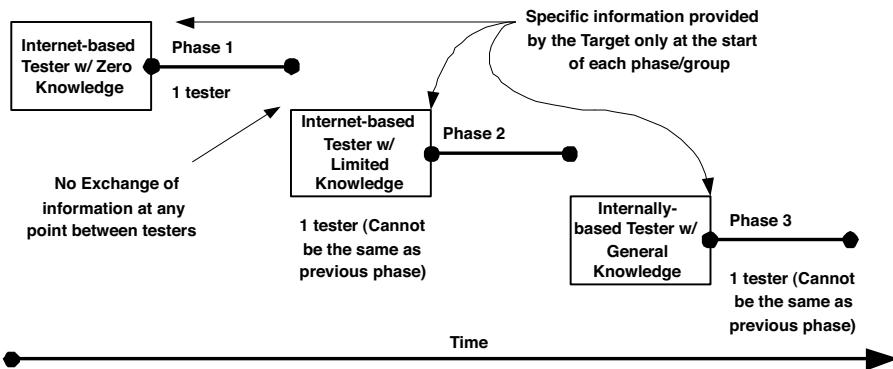 Internet-based
Tester w/ Zero
Knowledge
Phase 1
1 tester
Specific information provided
by the Target only at the start
of each phase/group
No Exchange of
information at any
point between testers
Internet-based
Tester w/
Limited
Knowledge
Phase 2
1 tester (Cannot
be the same as
previous phase)
Internally-
based Tester w/
General
Knowledge
Phase 3
1 tester (Cannot
be the same as
previous phase)
Time